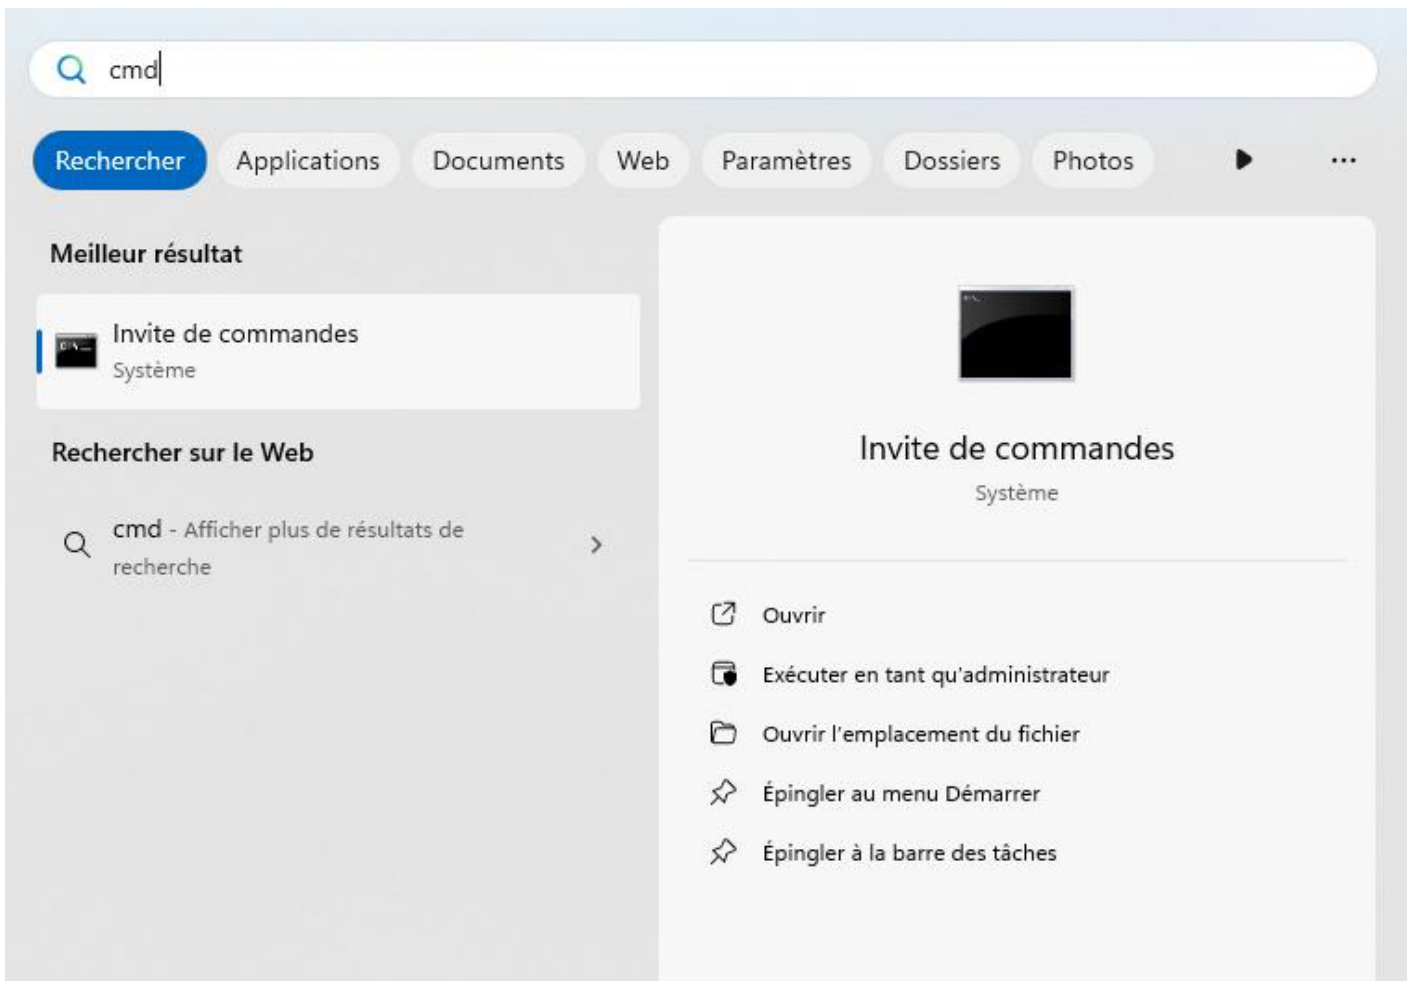 cmd
Rechercher Applications Documents Web Paramètres Dossiers Photos
Meilleur résultat
Invite de commandes
Système
Rechercher sur le Web
cmd - Afficher plus de résultats de
recherche
Invite de commandes
Système
Ouvrir
Exécuter en tant qu'administrateur
Ouvrir l'emplacement du fichier
Épingler au menu Démarrer
Épingler à la barre des tâches